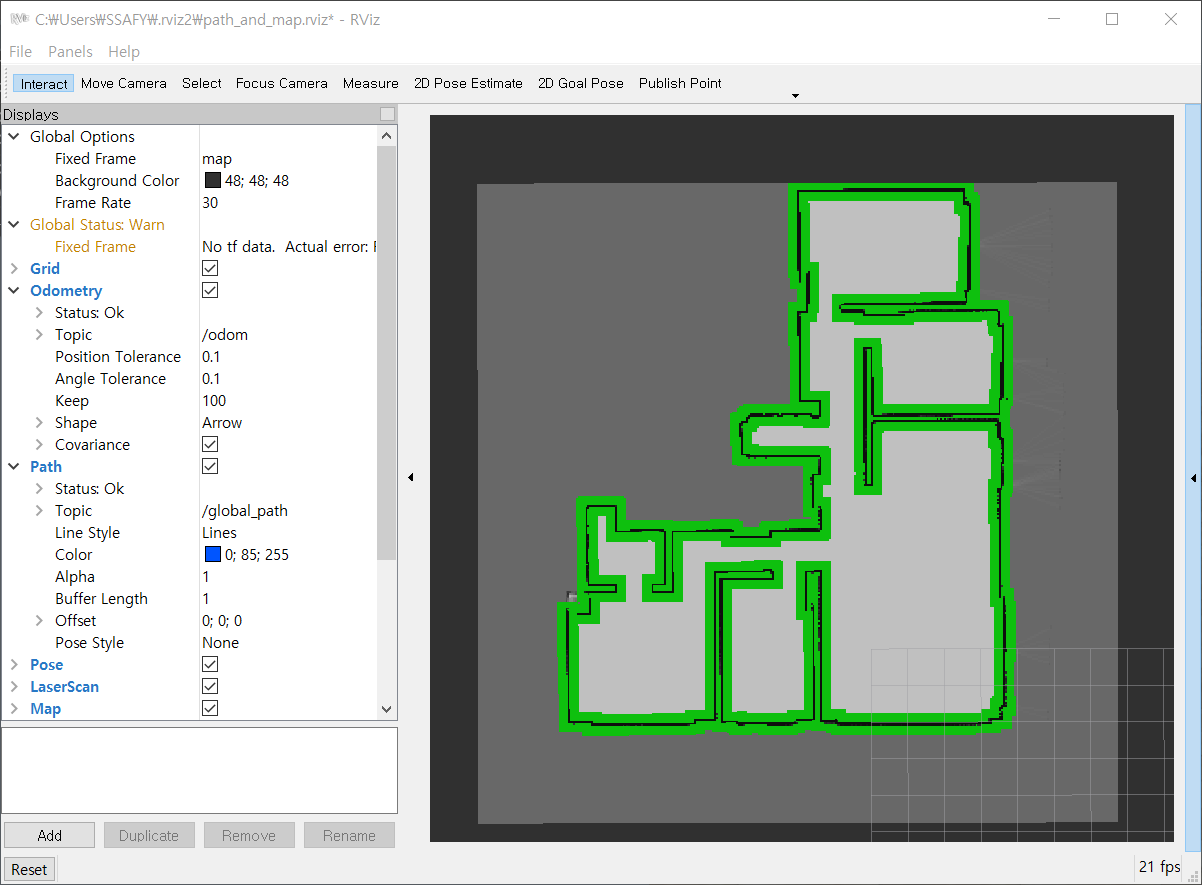 C:\Users\SSAFY\.rviz2\path_and_map.rviz* - RViz
File Panels Help
Interact Move Camera Select Focus Camera Measure 2D Pose Estimate 2D Goal Pose Publish Point
Displays
Global Options
Fixed Frame map
Background Color 48; 48; 48
Frame Rate 30
Global Status: Warn
Fixed Frame No tf data.  Actual error:
Grid
Odometry
Status: Ok
Topic /odom
Position Tolerance 0.1
Angle Tolerance 0.1
Keep 100
Shape Arrow
Covariance
Path
Status: Ok
Topic /global_path
Line Style Lines
Color 0; 85; 255
Alpha 1
Buffer Length 1
Offset 0; 0; 0
Pose Style None
Pose
LaserScan
Map
Add Duplicate Remove Rename
Reset
21 fps